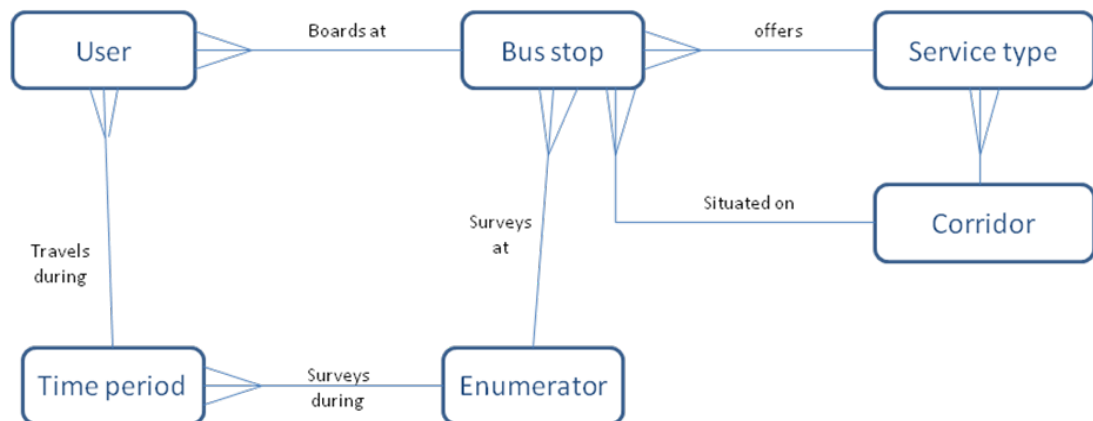 User
Boards at
Bus stop
offers
Service type
Situated on
Corridor
Surveys
at
Travels
during
Time period
Surveys
during
Enumerator